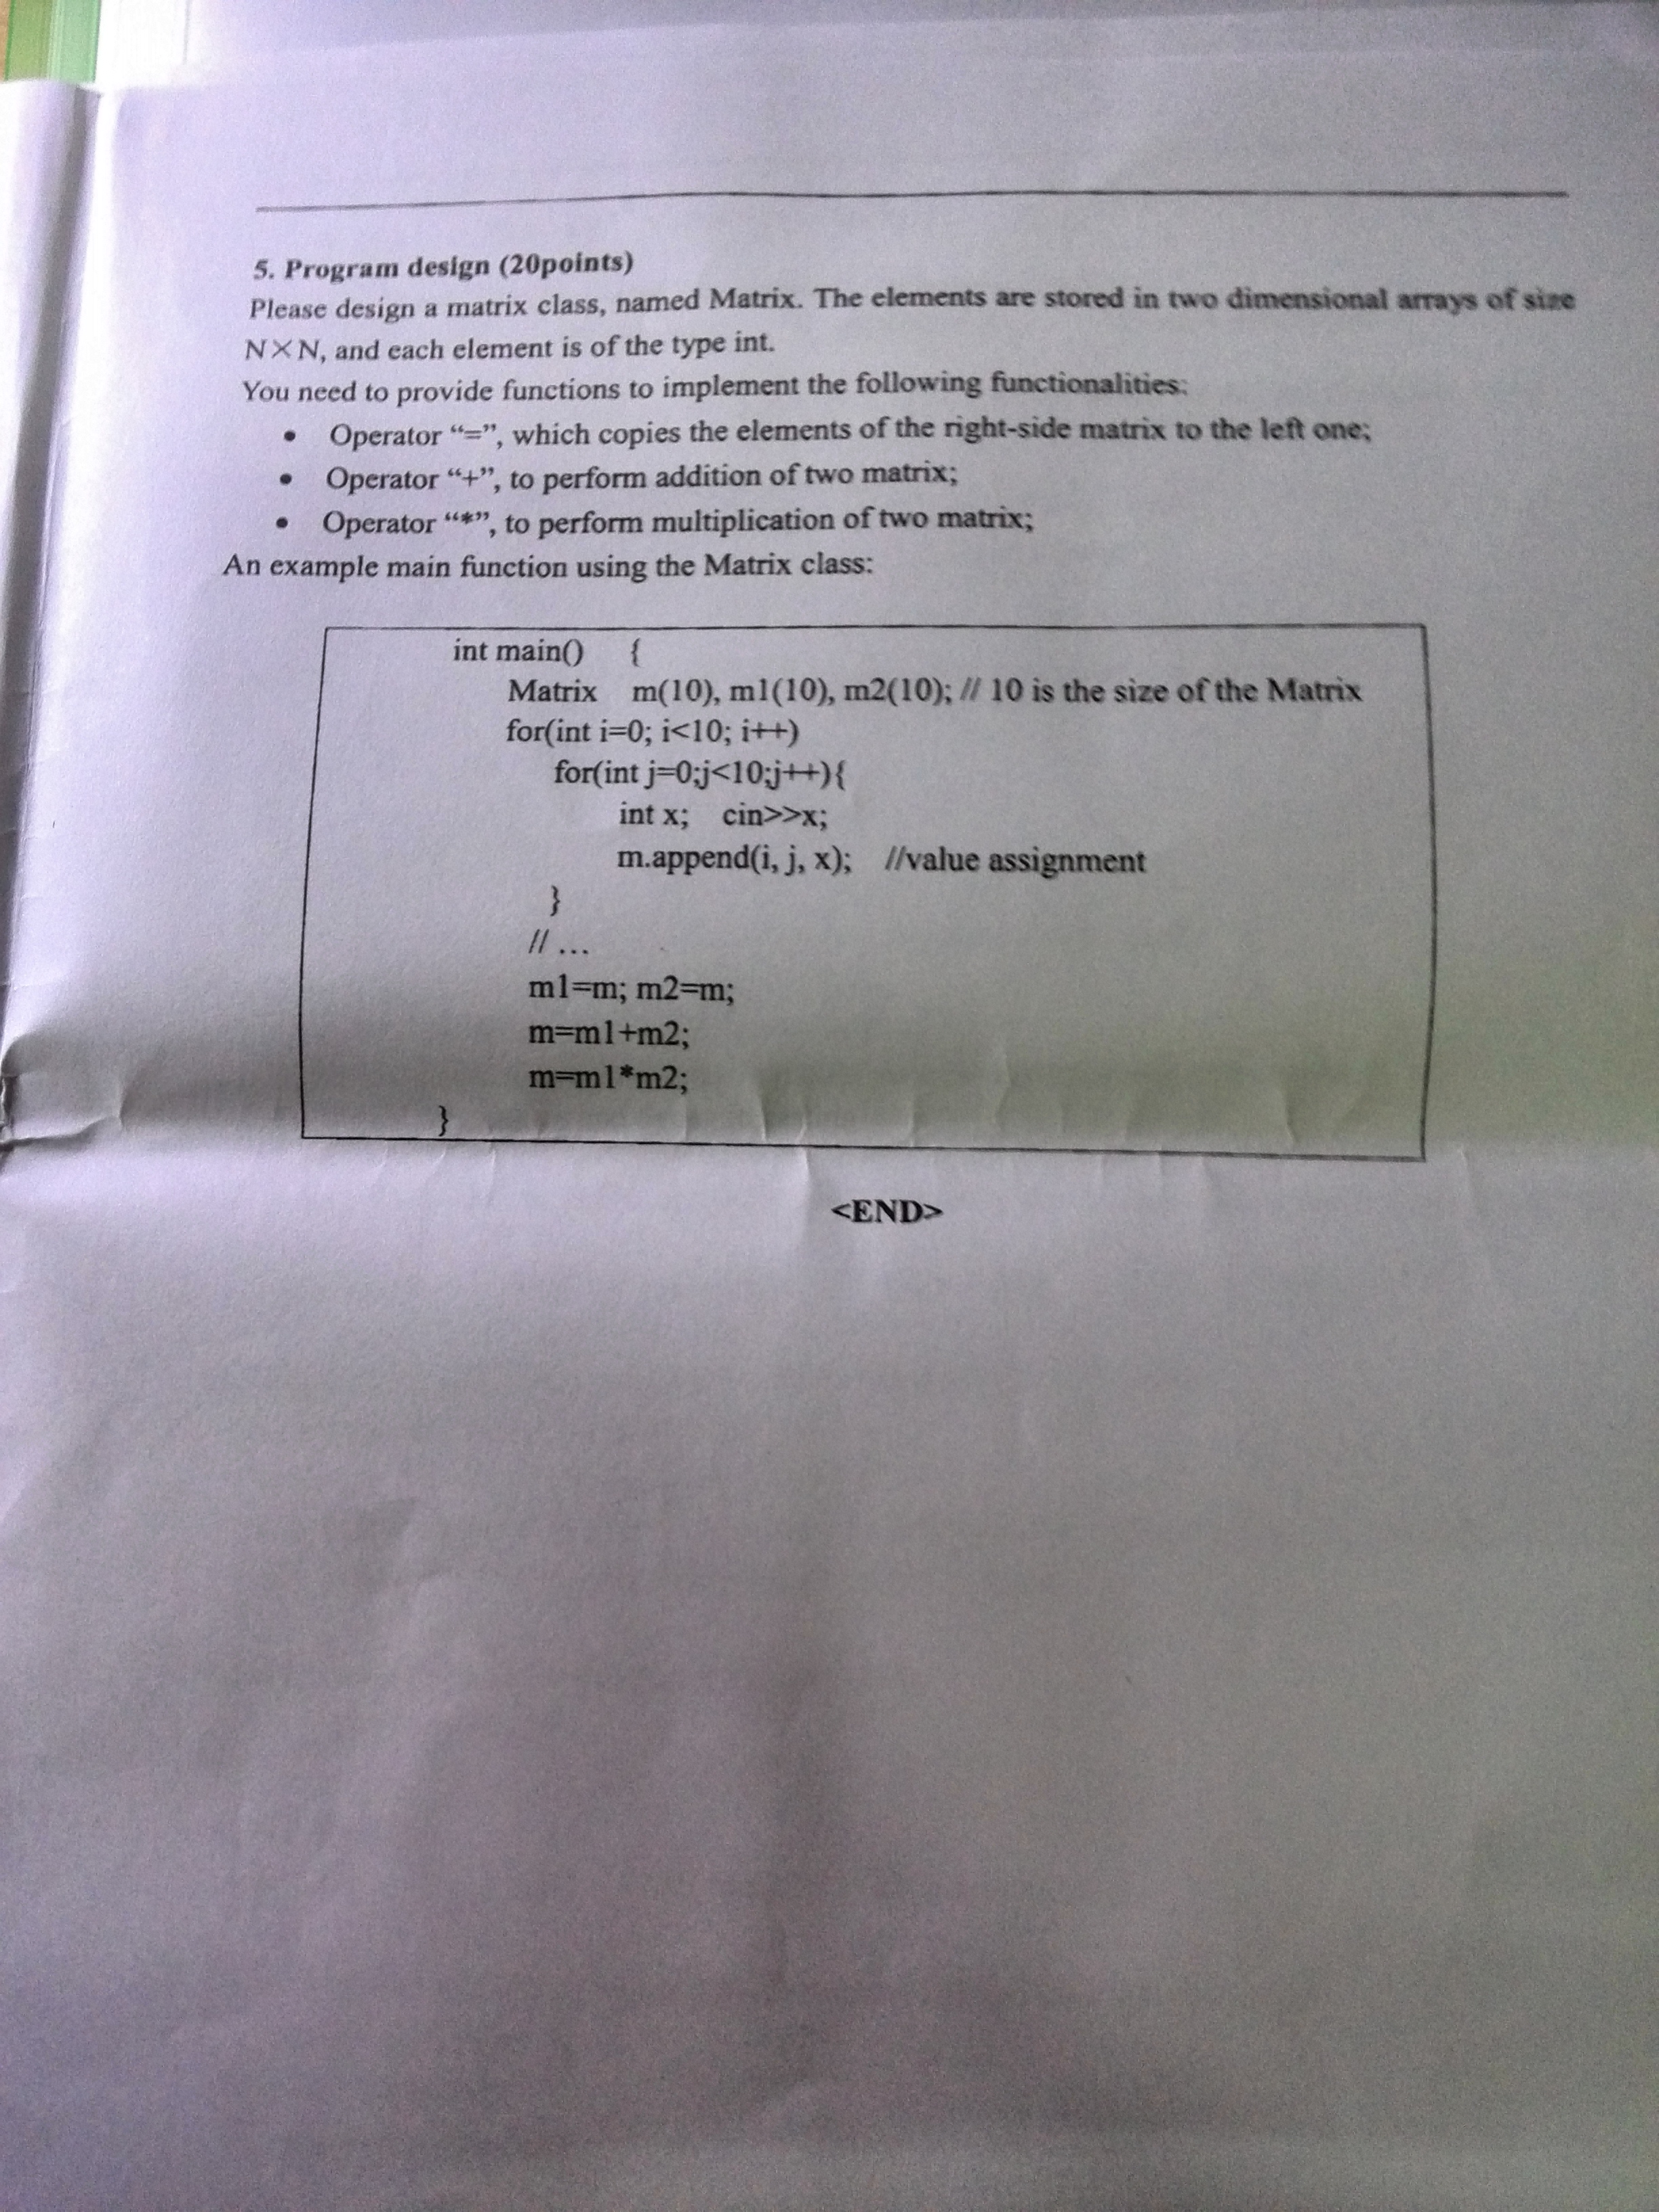 5. Program design (20points)
Please design a matrix class, named Matrix. The elements are stored in two dimensional arrays of size
N×N, and each element is of the type int.
You need to provide functions to implement the following functionalities:
• Operator “=”, which copies the elements of the right-side matrix to the left one;
• Operator “+”, to perform addition of two matrix;
• Operator “*”, to perform multiplication of two matrix;
An example main function using the Matrix class:
int main() {
Matrix m(10), m1(10), m2(10); // 10 is the size of the Matrix
for(int i=0; i<10; i++)
for(int j=0;j<10;j++){
int x; cin>>x;
m.append(i, j, x); //value assignment
}
// ...
m1=m; m2=m;
m=m1+m2;
m=m1*m2;
}
<END>